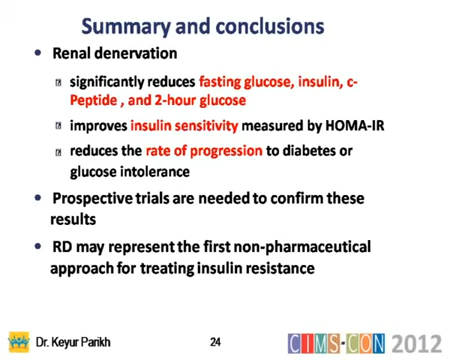 Summary and conclusions
• Renal denervation
significantly reduces fasting glucose, insulin, c-
Peptide , and 2-hour glucose
improves insulin sensitivity measured by HOMA-IR
reduces the rate of progression to diabetes or
glucose intolerance
• Prospective trials are needed to confirm these
results
• RD may represent the first non-pharmaceutical
approach for treating insulin resistance
Dr. Keyur Parikh 24 CIMS-CON 2012